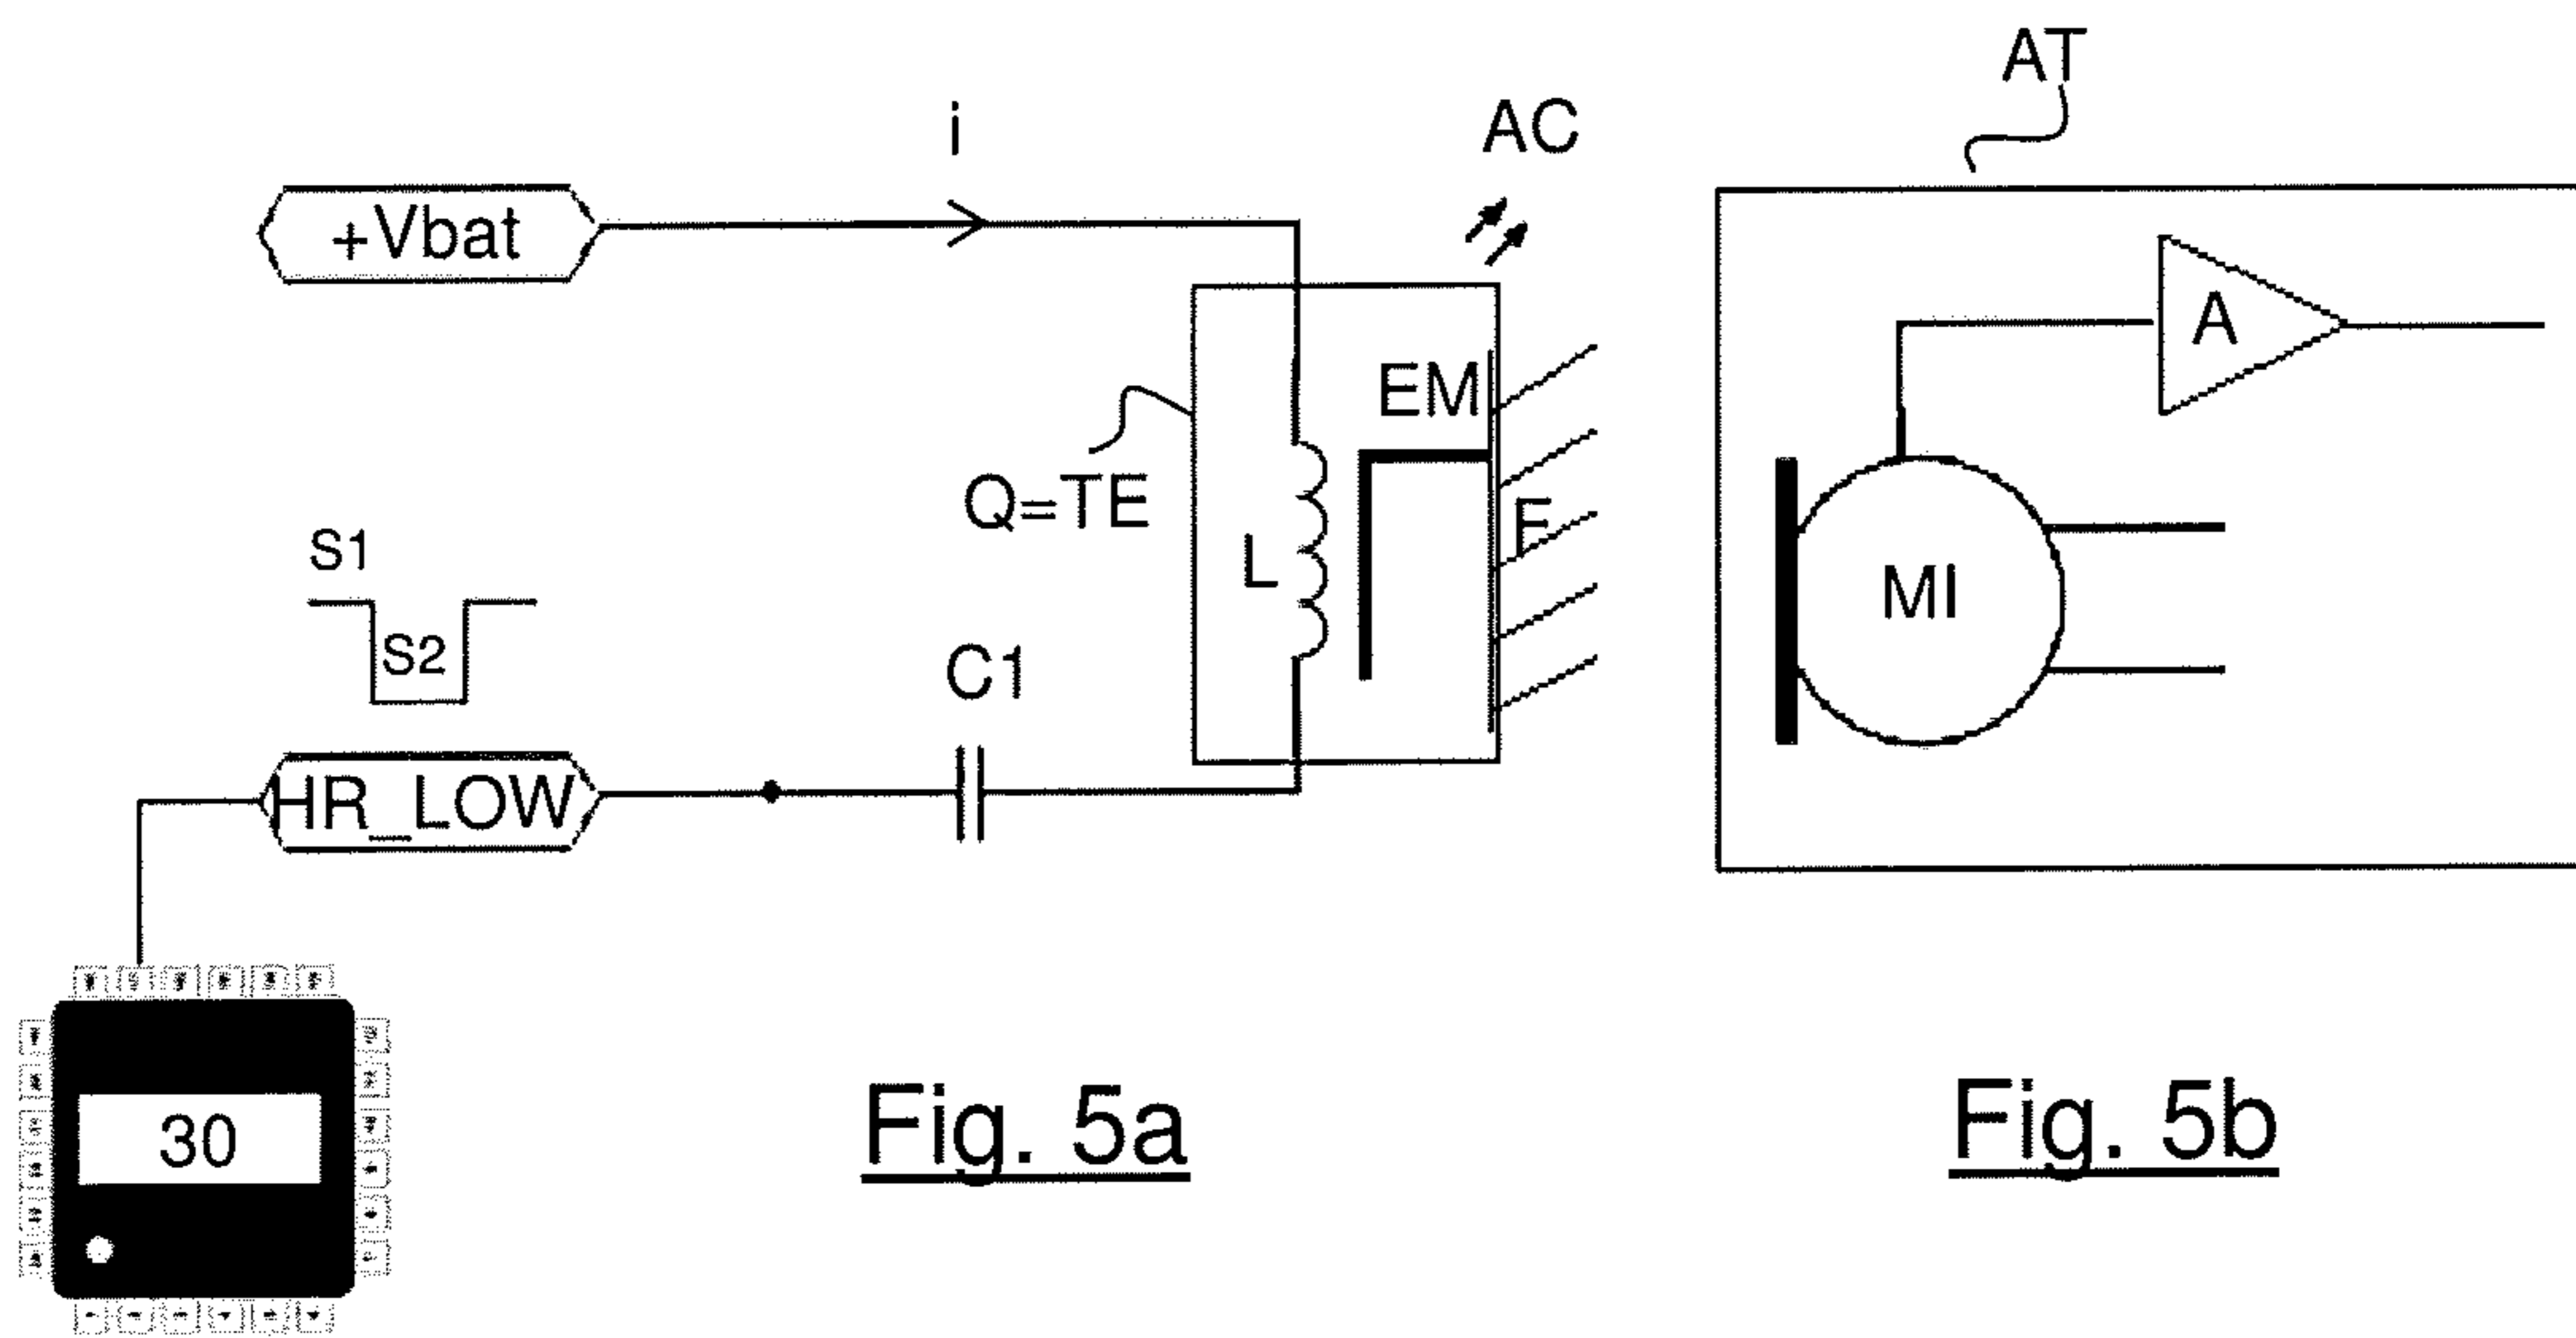 AT
i
AC
+Vbat
A
EM
Q=TE
F
S1
L
MI
S2
C1
HR_LOW
30
Fig. 5a
Fig. 5b